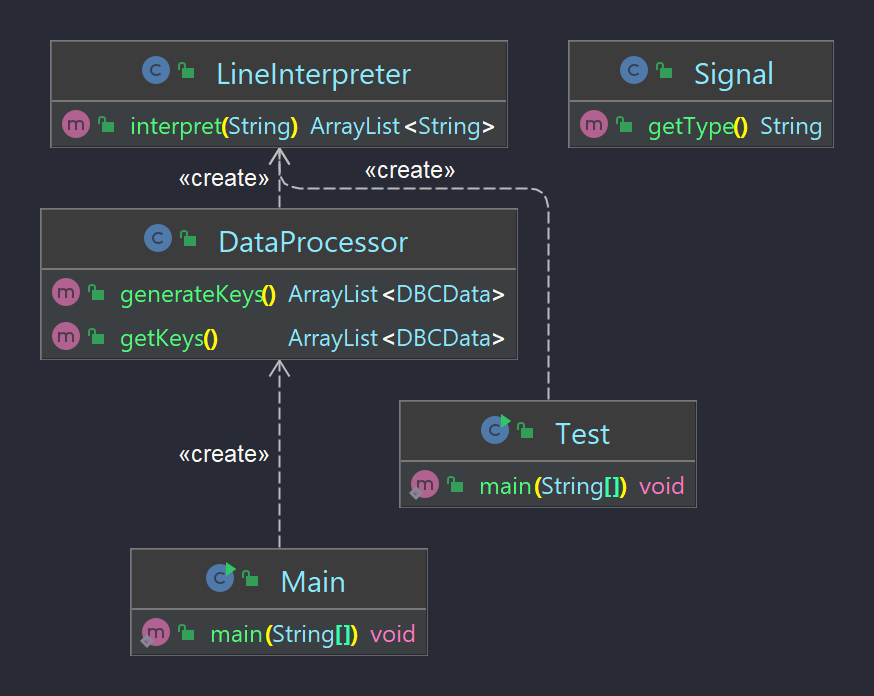 LineInterpreter
interpret(String) ArrayList<String>
Signal
getType() String
«create»
«create»
DataProcessor
generateKeys() ArrayList<DBCData>
getKeys() ArrayList<DBCData>
«create»
Test
main(String[]) void
Main
main(String[]) void